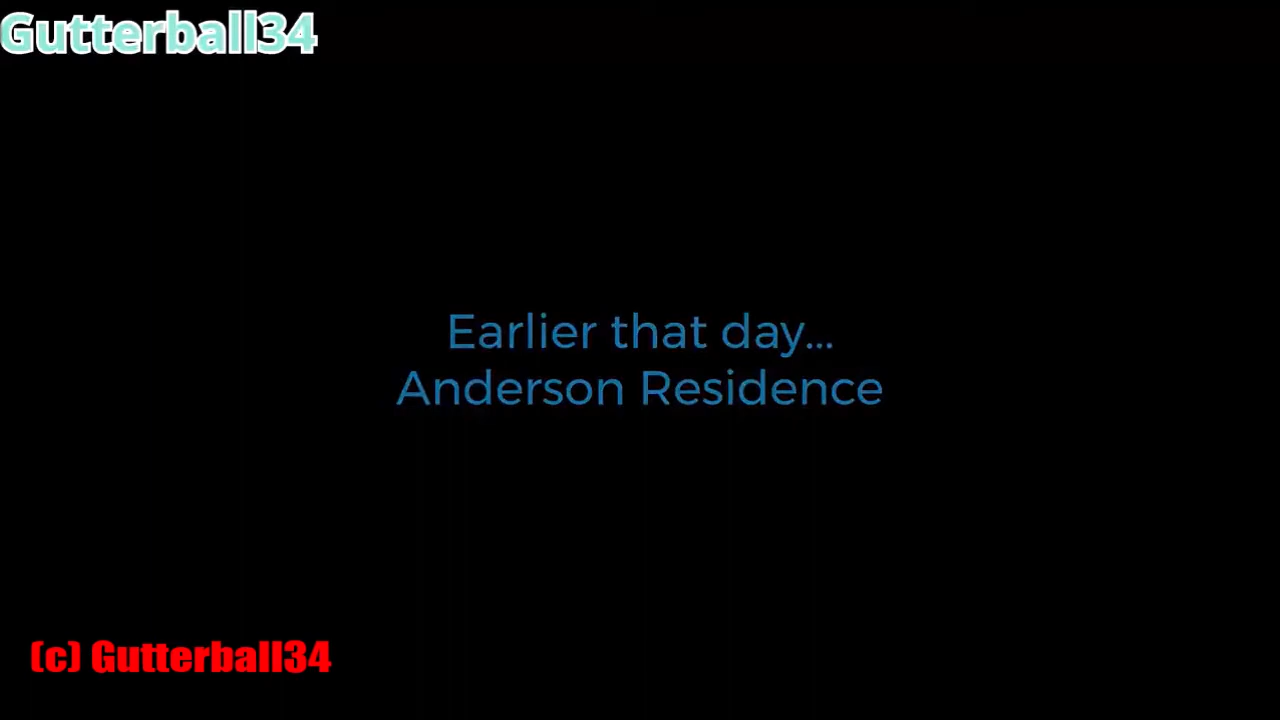 Gutterball34
Earlier that day...
Anderson Residence
(c) Gutterball34